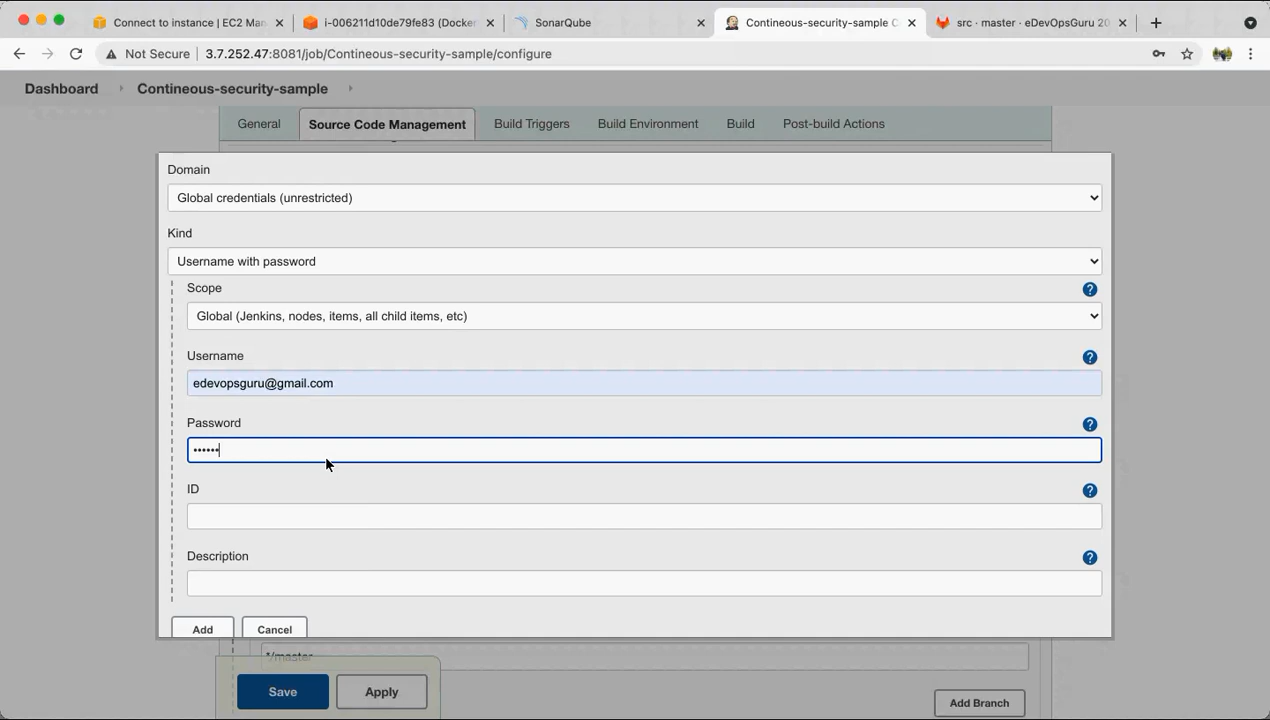 Connect to instance | EC2 Man
i-006211d10de79fe83 (Docker
SonarQube
Contineous-security-sample C
src · master · eDevOpsGuru 20
Not Secure
3.7.252.47:8081/job/Contineous-security-sample/configure
Dashboard
Contineous-security-sample
General
Source Code Management
Build Triggers
Build Environment
Build
Post-build Actions
Domain
Global credentials (unrestricted)
Kind
Username with password
Scope
Global (Jenkins, nodes, items, all child items, etc)
Username
edevopsguru@gmail.com
Password
••••••
ID
Description
Add
Cancel
*/master
Save
Apply
Add Branch